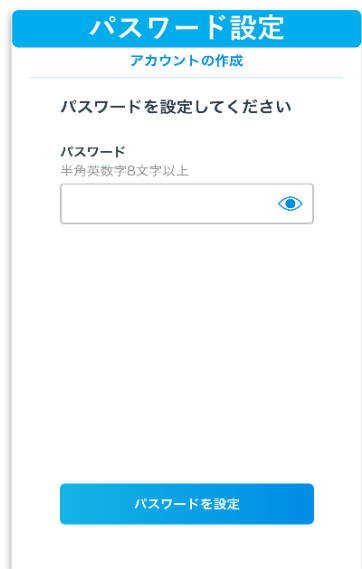 パスワード設定
アカウントの作成
パスワードを設定してください
パスワード
半角英数字8文字以上
パスワードを設定